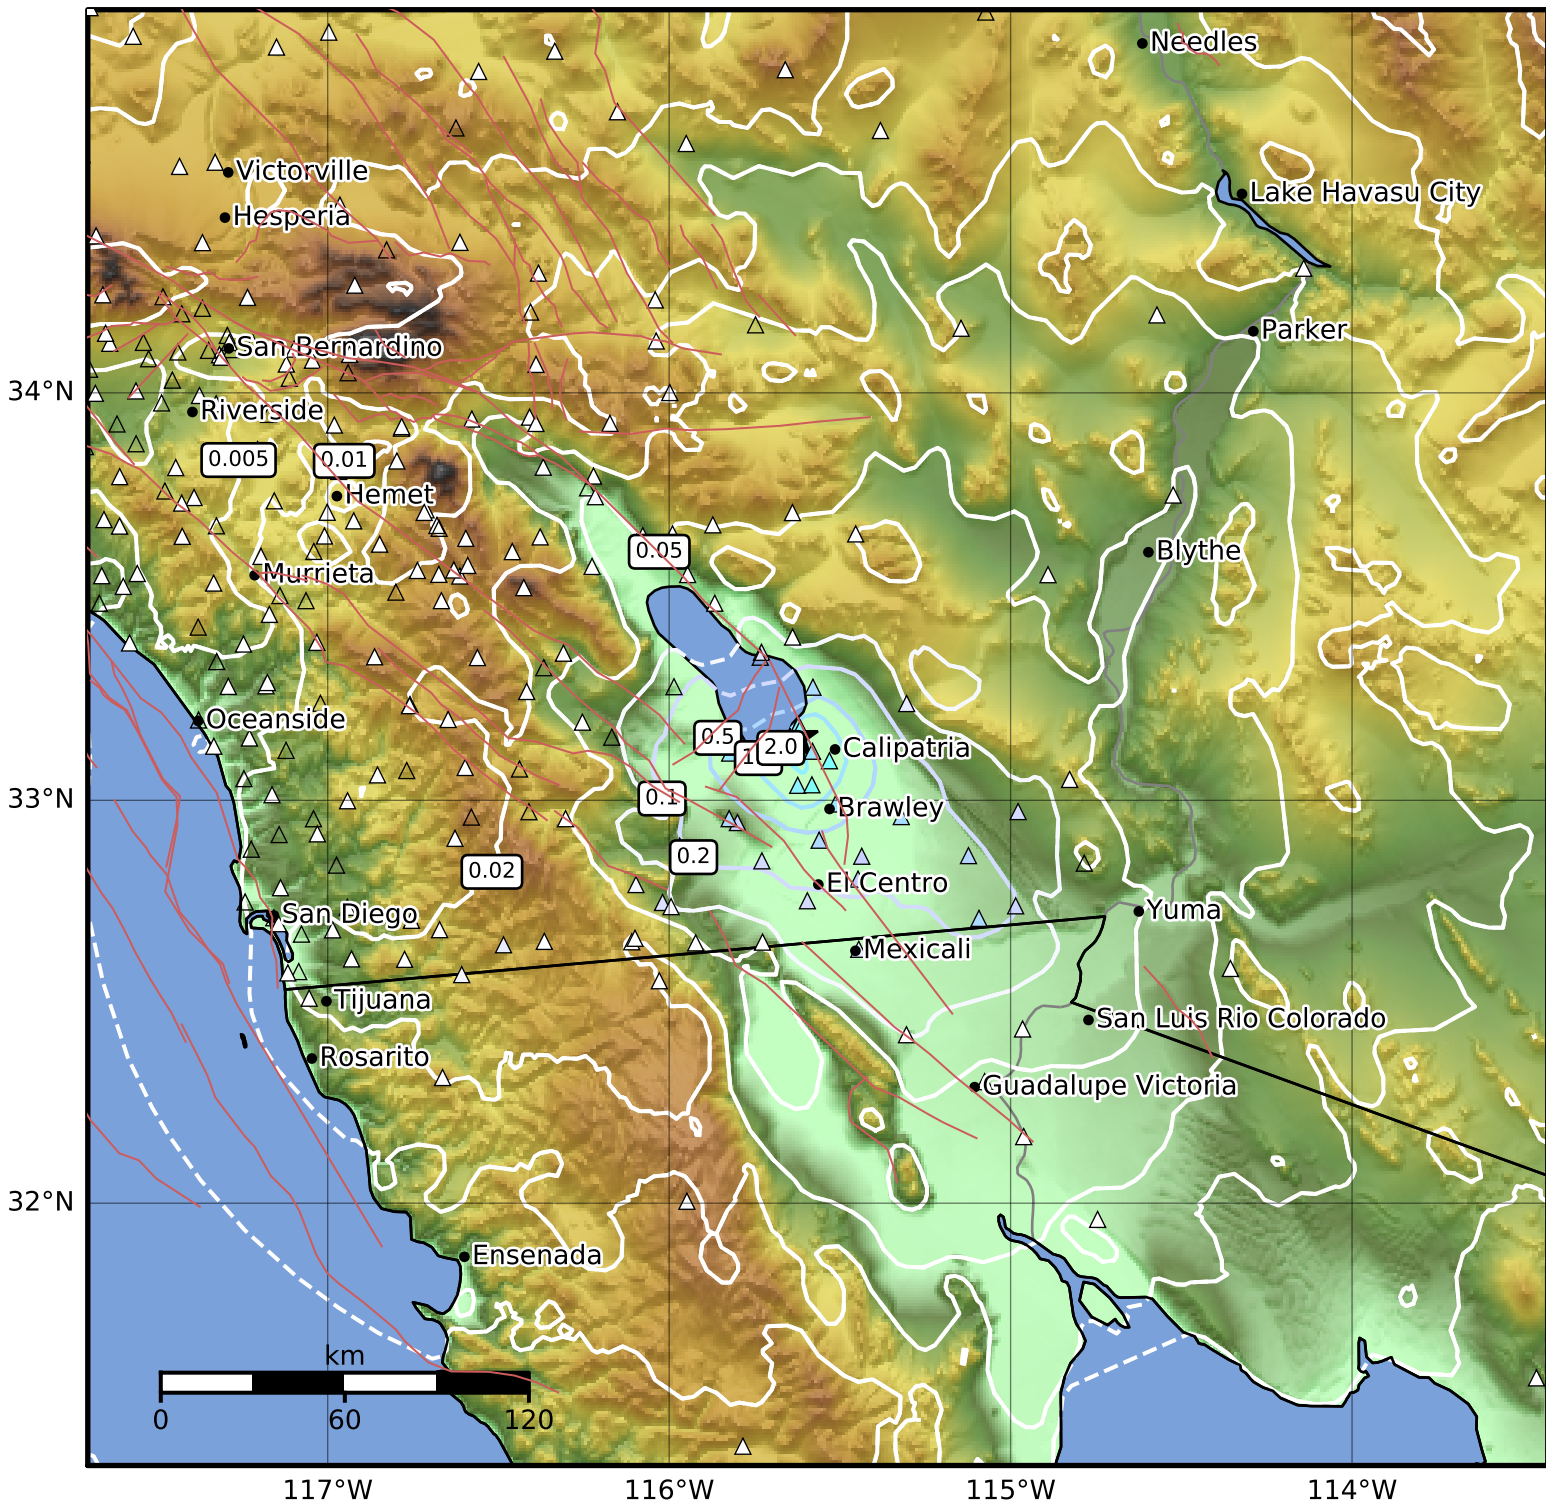 Needles
Victorville
Lake Havasu City
Hesperia
Parker
San Bernardino
34°N
Riverside
0.005
0.01
Hemet
0.05
Blythe
Murrieta
Oceanside
0.5
2.0
Calipatria
33°N
0.1
Brawley
0.2
0.02
El Centro
San Diego
Yuma
Mexicali
Tijuana
San Luis Rio Colorado
Rosarito
Guadalupe Victoria
32°N
Ensenada
km
0 60 120
117°W 116°W 115°W 114°W